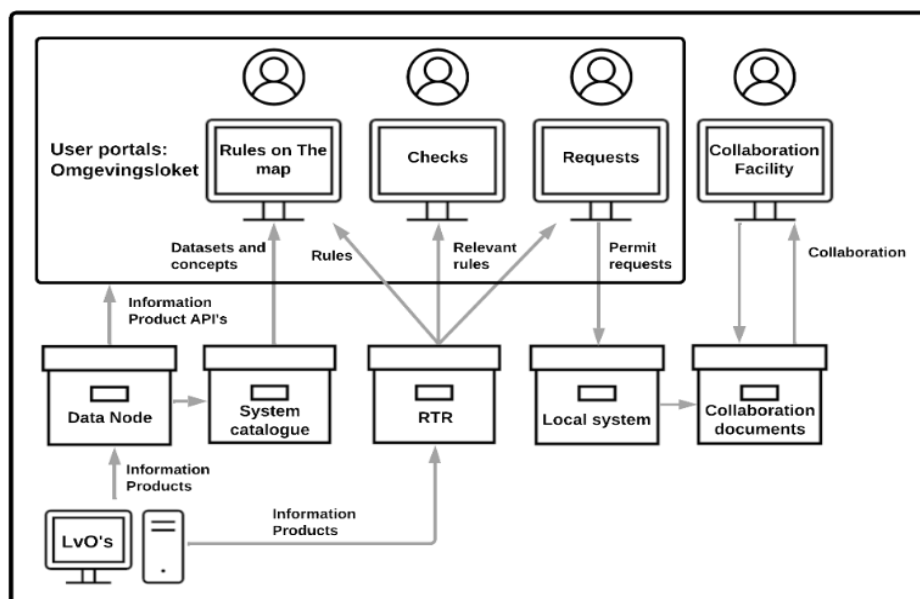 User portals:
Omgevingsloket
Rules on The
map
Checks
Requests
Collaboration
Facility
Datasets and
concepts
Rules
Relevant
rules
Permit
requests
Collaboration
Information
Product API's
Data Node
System
catalogue
RTR
Local system
Collaboration
documents
Information
Products
Information
Products
LvO's